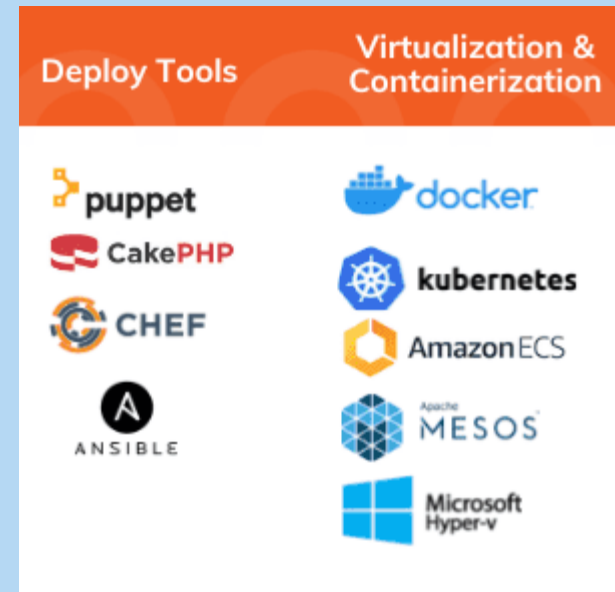 Deploy Tools
Virtualization &
Containerization
puppet
CakePHP
CHEF
ANSIBLE
docker
kubernetes
Amazon ECS
Apache
MESOS
Microsoft
Hyper-v